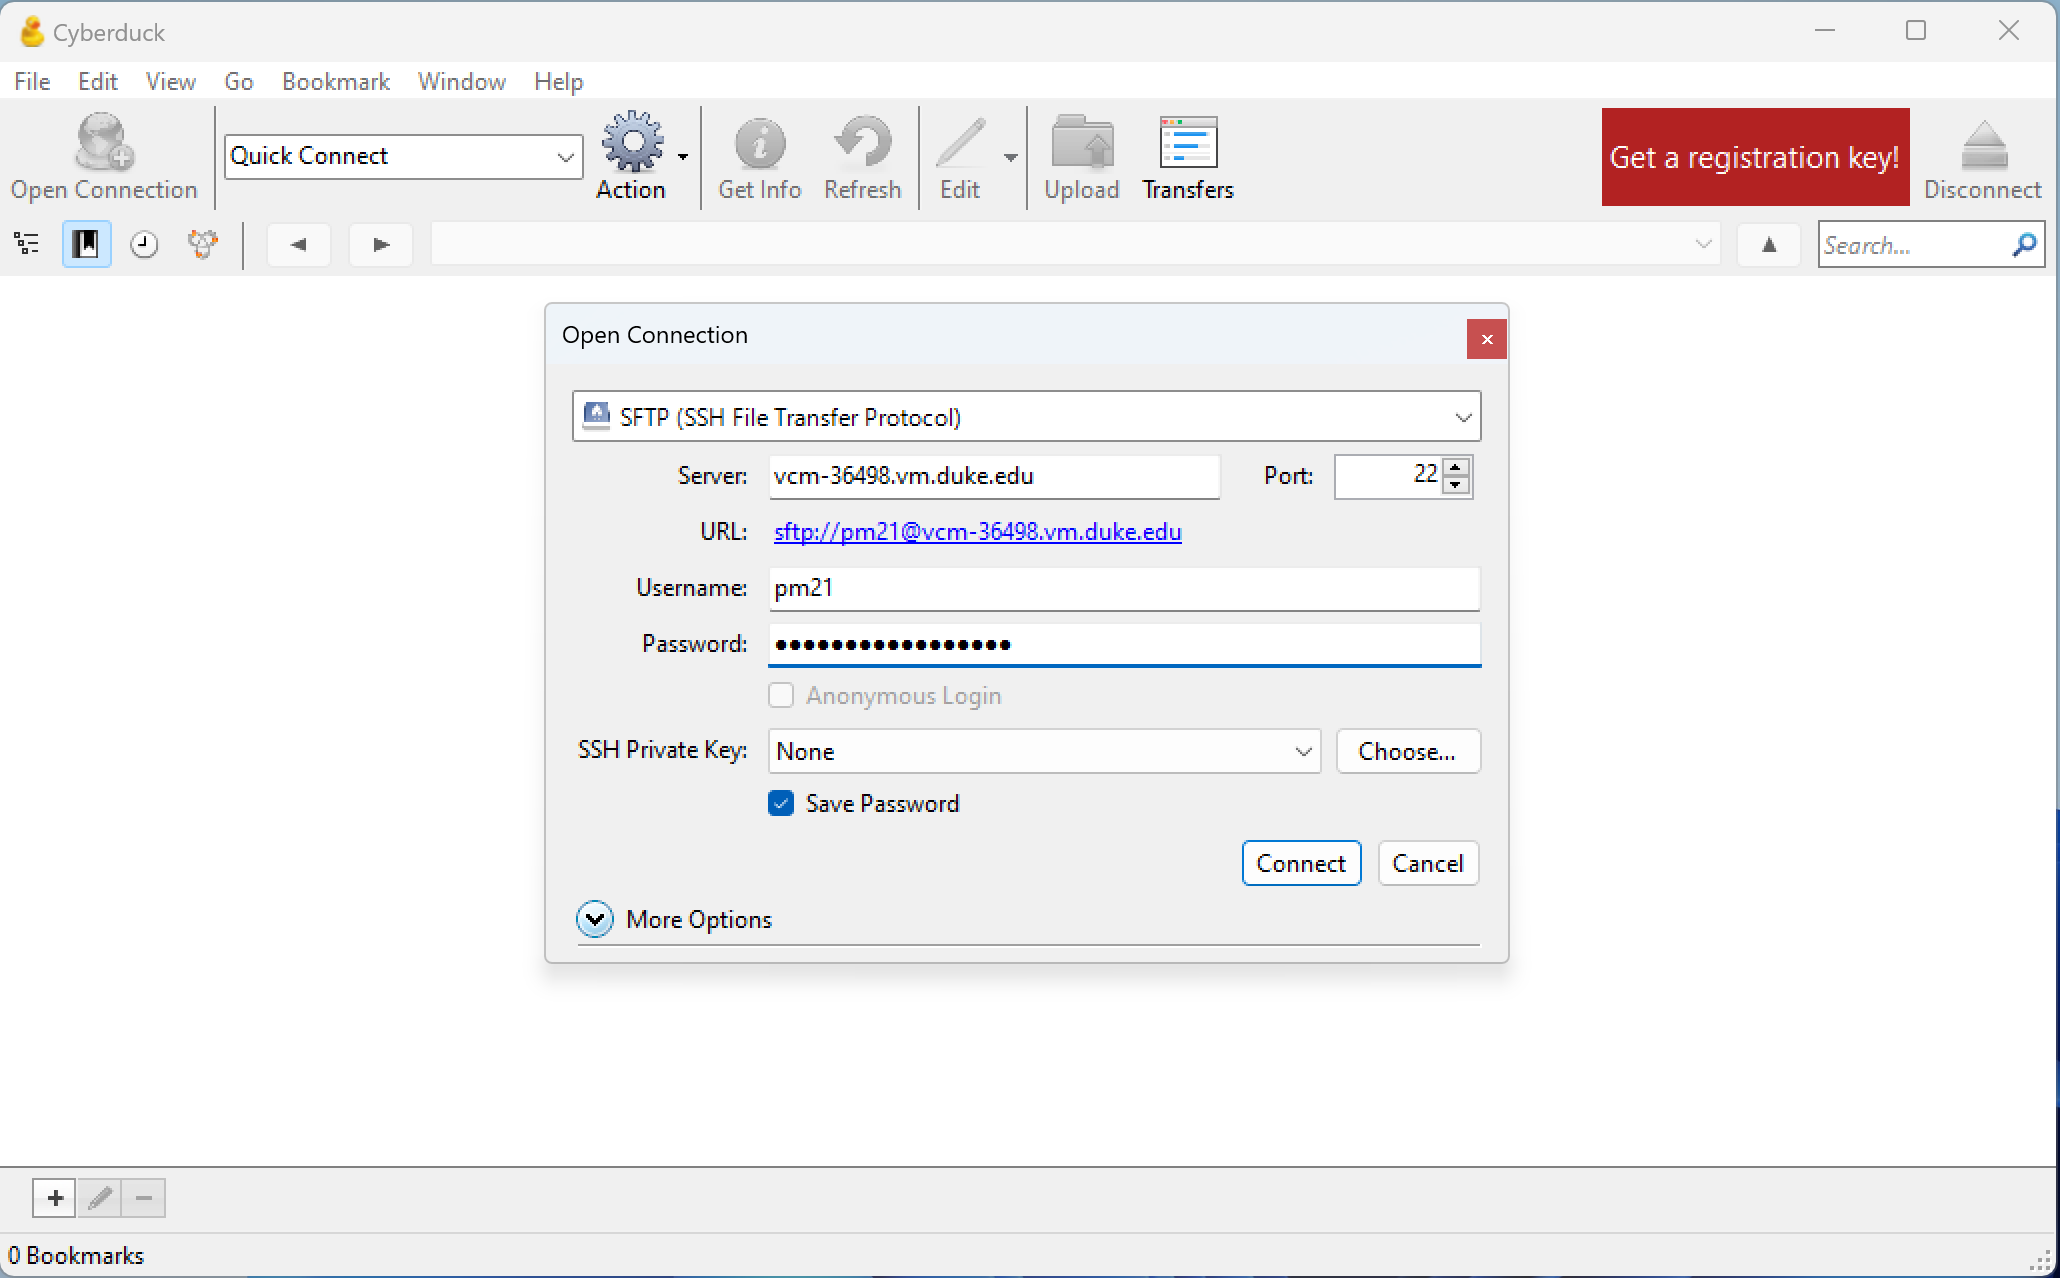 Cyberduck
File Edit View Go Bookmark Window Help
Open Connection
Quick Connect
Action
Get Info
Refresh
Edit
Upload
Transfers
Get a registration key!
Disconnect
Search...
Open Connection
SFTP (SSH File Transfer Protocol)
Server: vcm-36498.vm.duke.edu Port: 22
URL: sftp://pm21@vcm-36498.vm.duke.edu
Username: pm21
Password: •••••••••••••••••
Anonymous Login
SSH Private Key: None Choose...
Save Password
Connect Cancel
More Options
0 Bookmarks